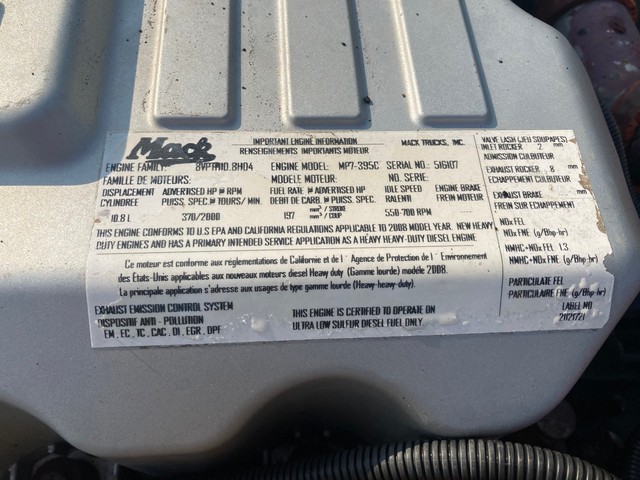 Mack
IMPORTANT ENGINE INFORMATION
RENSEIGNEMENTS IMPORTANTS MOTEUR
MACK TRUCKS, INC.
ENGINE FAMILY: ENGINE MODEL: MP7-395C SERIAL NO.: 516107
FAMILLE DE MOTEURS: MODELE MOTEUR: NO. SERIE:
DISPLACEMENT ADVERTISED HP @ RPM FUEL RATE @ ADVERTISED HP IDLE SPEED ENGINE BRAKE
CYLINDREE PUISS. SPEC. @ TOURS/ MIN. DEBIT DE CARB. @ PUISS. SPEC. RALENTI FREIN-MOTEUR
10.8 L 370/2000 197 mm³/STROKE mm³/COUP 550-700 RPM
THIS ENGINE CONFORMS TO U.S EPA AND CALIFORNIA REGULATIONS APPLICABLE TO 2008 MODEL YEAR NEW HEAVY
DUTY ENGINES AND HAS A PRIMARY INTENDED SERVICE APPLICATION AS A HEAVY HEAVY-DUTY DIESEL ENGINE.
Ce moteur est conforme aux réglementations de Californie et de l' Agence de Protection de l' Environnement
des États-Unis applicables aux nouveaux moteurs diesel Heavy Duty (Gamme lourde) modèle 2008.
La principale application s'adresse aux usages de type gamme lourde (Heavy-heavy-duty).
EXHAUST EMISSION CONTROL SYSTEM
DISPOSITIF ANTI - POLLUTION
EM, EC, TC, CAC, DI, EGR, DPF
THIS ENGINE IS CERTIFIED TO OPERATE ON
ULTRA LOW SULFUR DIESEL FUEL ONLY.
VALVE LASH (JEU SOUPAPES)
INLET ROCKER .2 mm
ADMISSION CULBUTEUR
EXHAUST ROCKER .8 mm
ECHAPPEMENT CULBUTEUR
EXHAUST BRAKE mm
FREIN SUR ECHAPPEMENT
NOx FEL
NOx FNE (g/Bhp-hr)
NMHC+NOx FEL 1.3
NMHC+NOx FNE (g/Bhp-hr)
PARTICULATE FEL
PARTICULAIRE FNE (g/Bhp-hr)
LABEL NO.